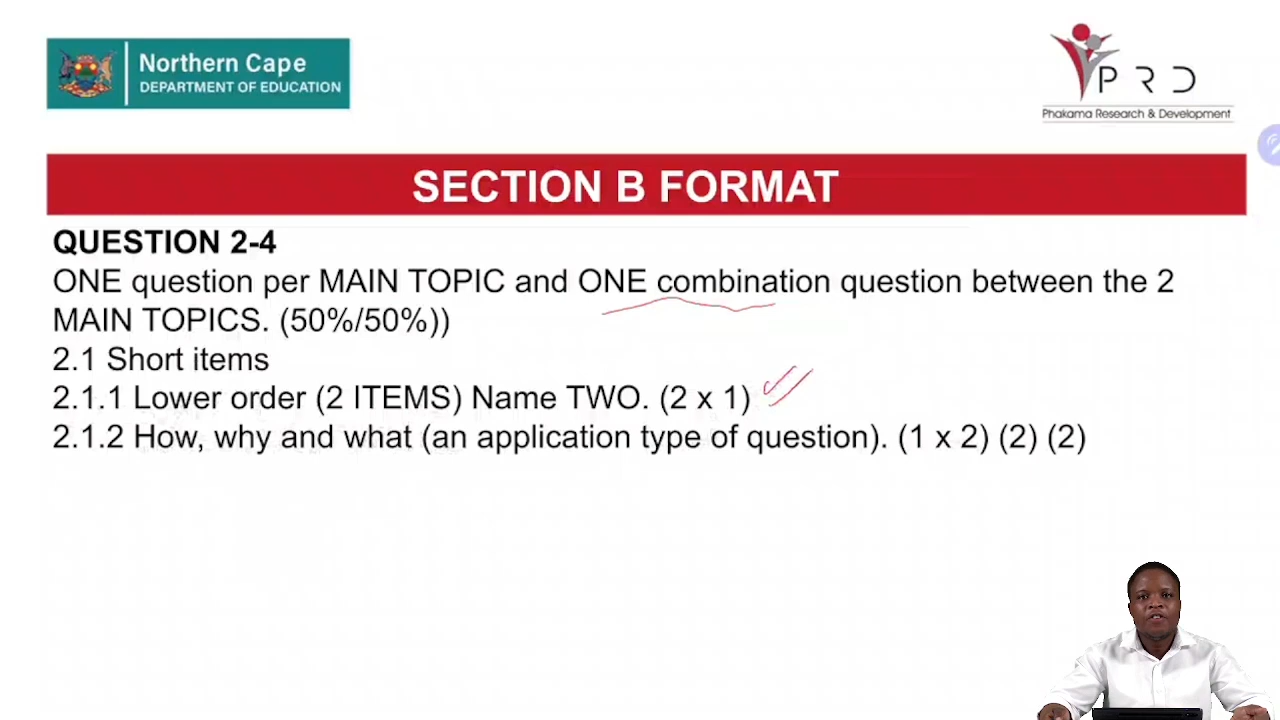 Northern Cape
DEPARTMENT OF EDUCATION
PRD
Phakama Research & Development
SECTION B FORMAT
QUESTION 2-4
ONE question per MAIN TOPIC and ONE combination question between the 2
MAIN TOPICS. (50%/50%))
2.1 Short items
2.1.1 Lower order (2 ITEMS) Name TWO. (2 x 1)
2.1.2 How, why and what (an application type of question). (1 x 2) (2) (2)